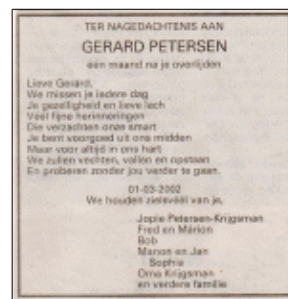 TER NAGEDACHTENIS AAN
GERARD PETERSEN
een maand na je overlijden
Lieve Gerard,
We missen je iedere dag
Je gezelligheid en lieve lach
Veel fijne herinneringen
Die verzachten onze smart
Je bent voorgoed uit ons midden
Maar voor altijd in ons hart
We zullen vechten, vallen en opstaan
En proberen zonder jou verder te gaan.
01-03-2002
We houden zielsveel van je,
Jopie Petersen-Krijgsman
Fred en Marion
Bob
Manon en Jan
Sophie
Oma Krijgsman
en verdere familie